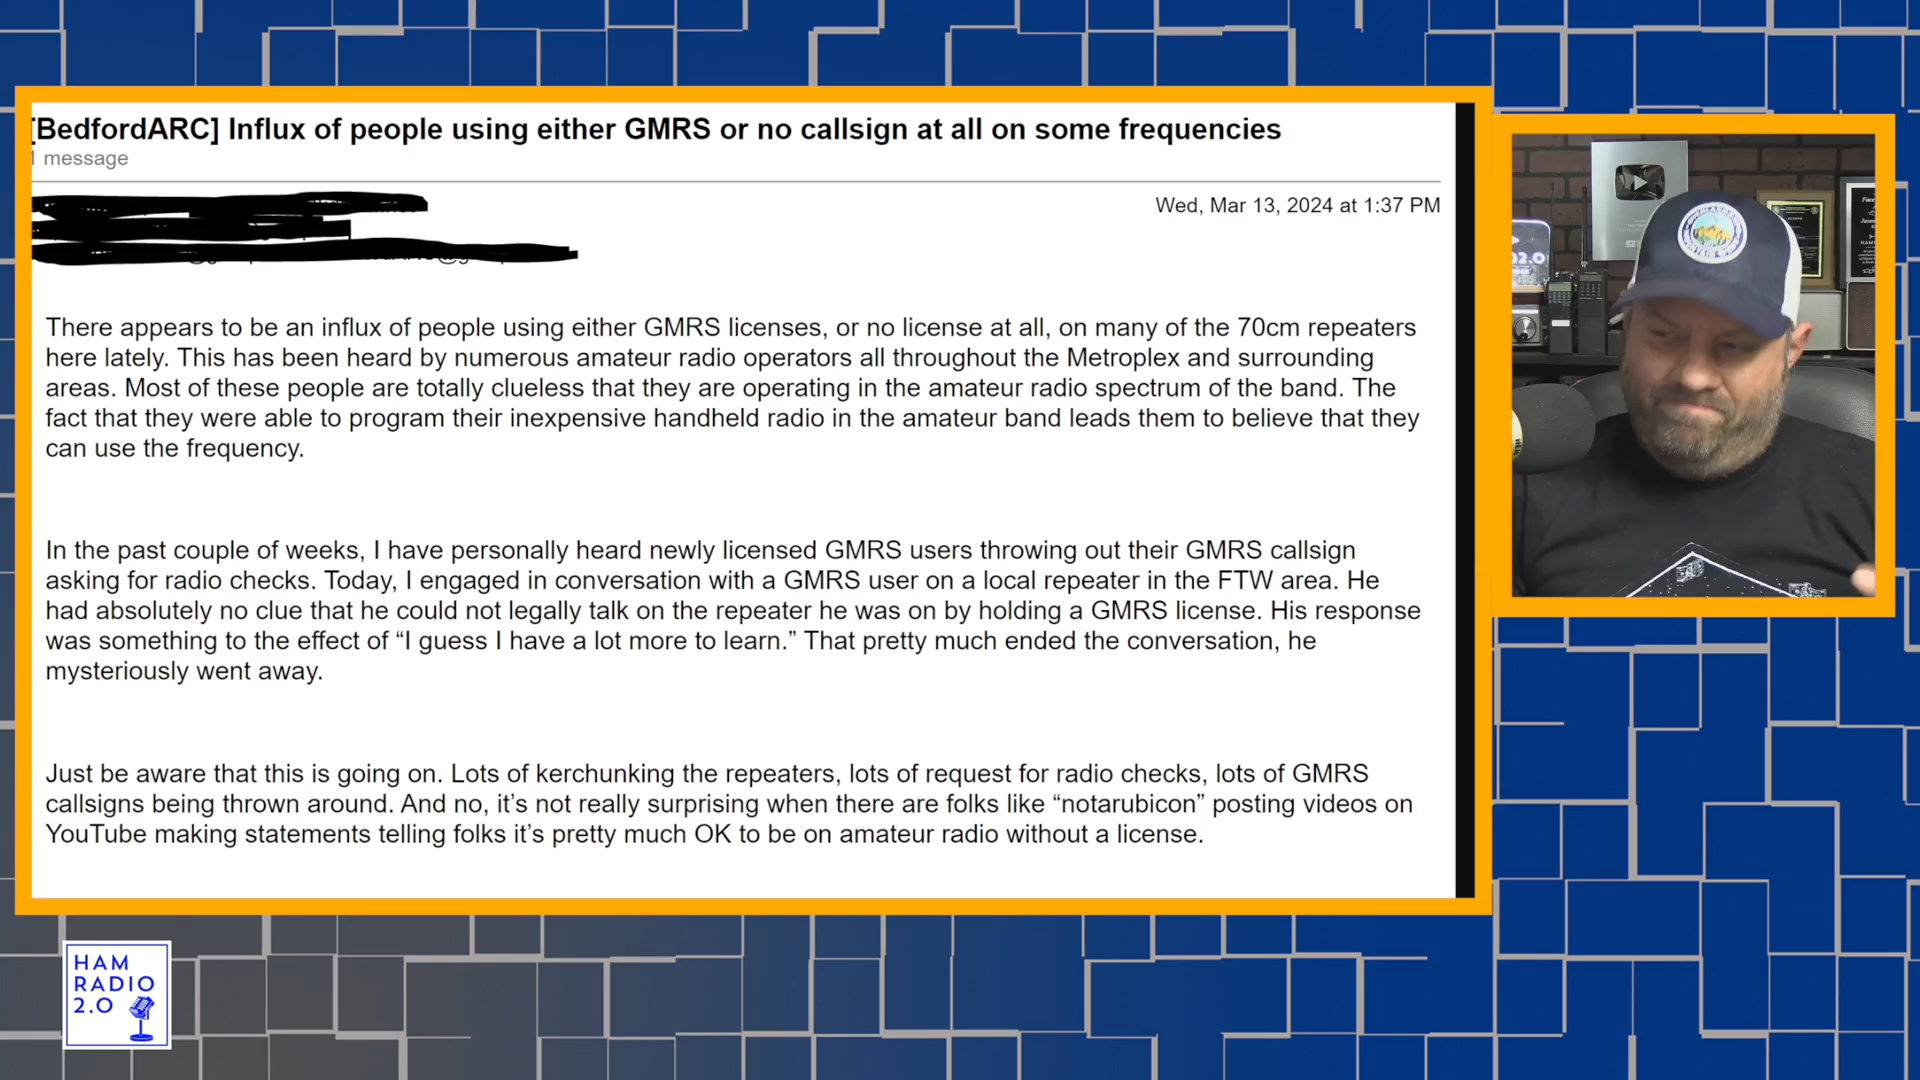 [BedfordARC] Influx of people using either GMRS or no callsign at all on some frequencies
1 message
Wed, Mar 13, 2024 at 1:37 PM
There appears to be an influx of people using either GMRS licenses, or no license at all, on many of the 70cm repeaters
here lately. This has been heard by numerous amateur radio operators all throughout the Metroplex and surrounding
areas. Most of these people are totally clueless that they are operating in the amateur radio spectrum of the band. The
fact that they were able to program their inexpensive handheld radio in the amateur band leads them to believe that they
can use the frequency.
In the past couple of weeks, I have personally heard newly licensed GMRS users throwing out their GMRS callsign
asking for radio checks. Today, I engaged in conversation with a GMRS user on a local repeater in the FTW area. He
had absolutely no clue that he could not legally talk on the repeater he was on by holding a GMRS license. His response
was something to the effect of “I guess I have a lot more to learn.” That pretty much ended the conversation, he
mysteriously went away.
Just be aware that this is going on. Lots of kerchunking the repeaters, lots of request for radio checks, lots of GMRS
callsigns being thrown around. And no, it’s not really surprising when there are folks like “notarubicon” posting videos on
YouTube making statements telling folks it’s pretty much OK to be on amateur radio without a license.
2.0
HAM
RADIO
2.0